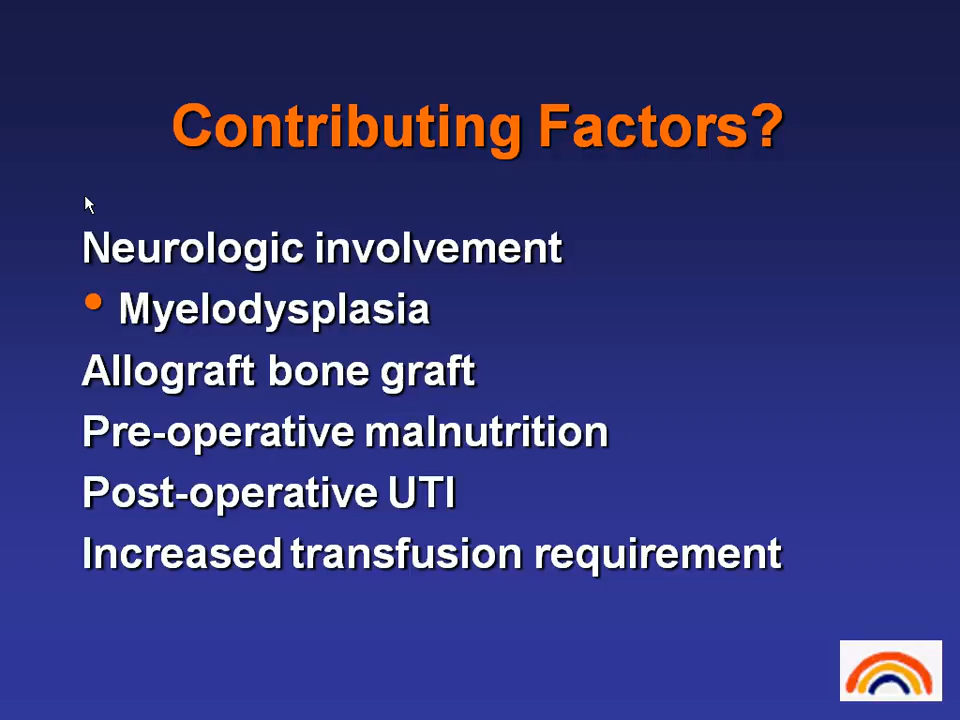 Contributing Factors?
Neurologic involvement
• Myelodysplasia
Allograft bone graft
Pre-operative malnutrition
Post-operative UTI
Increased transfusion requirement